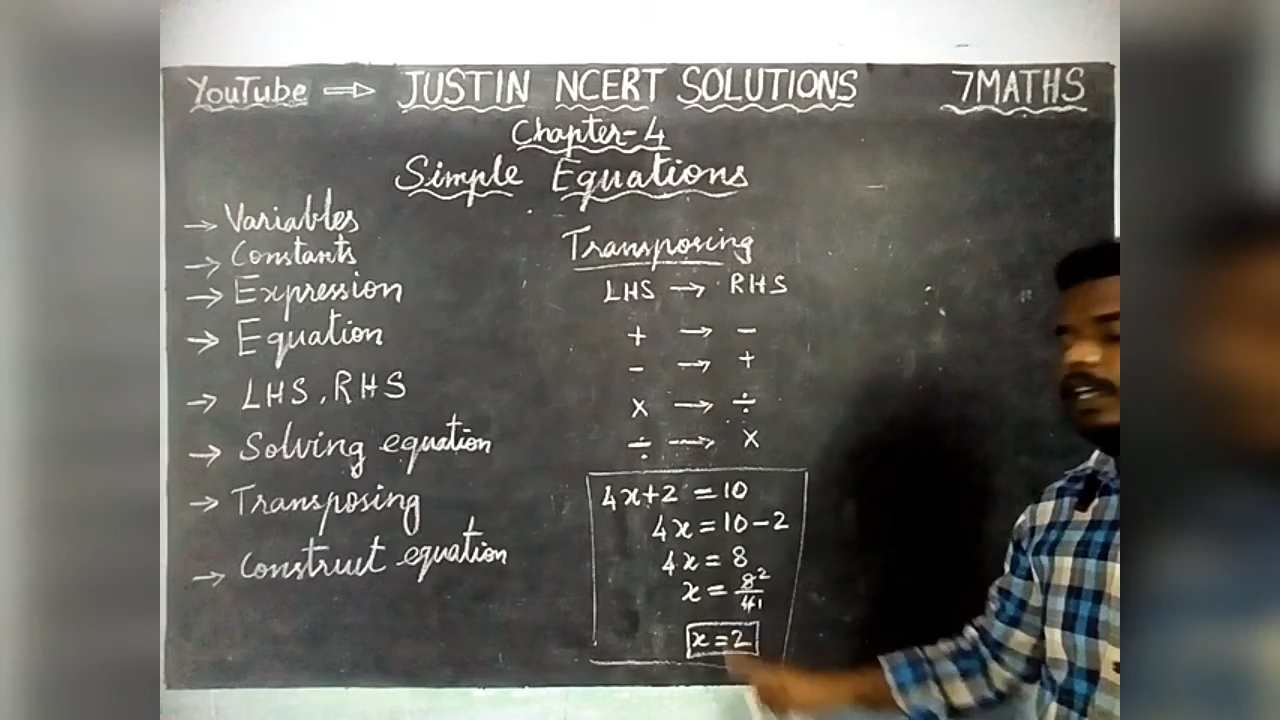 YouTube ⇒ JUSTIN NCERT SOLUTIONS 7MATHS
Chapter-4
Simple Equations
→ Variables
→ Constants
→ Expression
→ Equation
→ LHS, RHS
→ Solving equation
→ Transposing
→ Construct equation
Transposing
LHS → RHS
+ → -
- → +
× → ÷
÷ → ×
4x+2 = 10
4x = 10-2
4x = 8
x = 8² / 4₁
x = 2